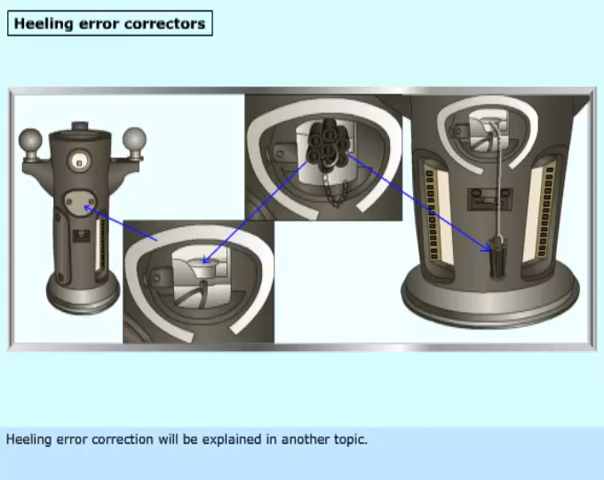 Heeling error correctors
Heeling error correction will be explained in another topic.